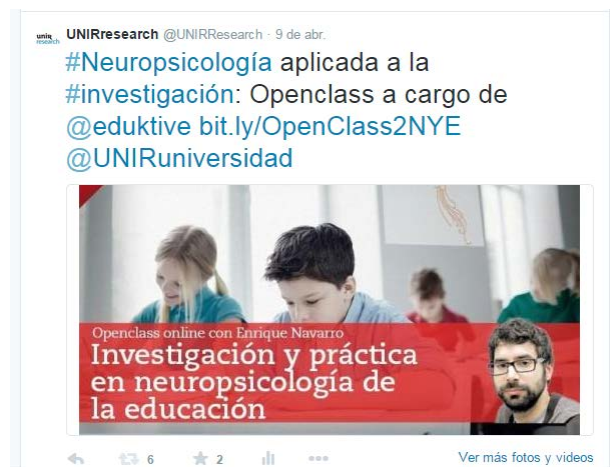 unir
research
UNIRresearch @UNIRResearch · 9 de abr.
#Neuropsicología aplicada a la
#investigación: Openclass a cargo de
@eduktive bit.ly/OpenClass2NYE
@UNIRuniversidad
Openclass online con Enrique Navarro
Investigación y práctica
en neuropsicología de
la educación
6 2
Ver más fotos y videos